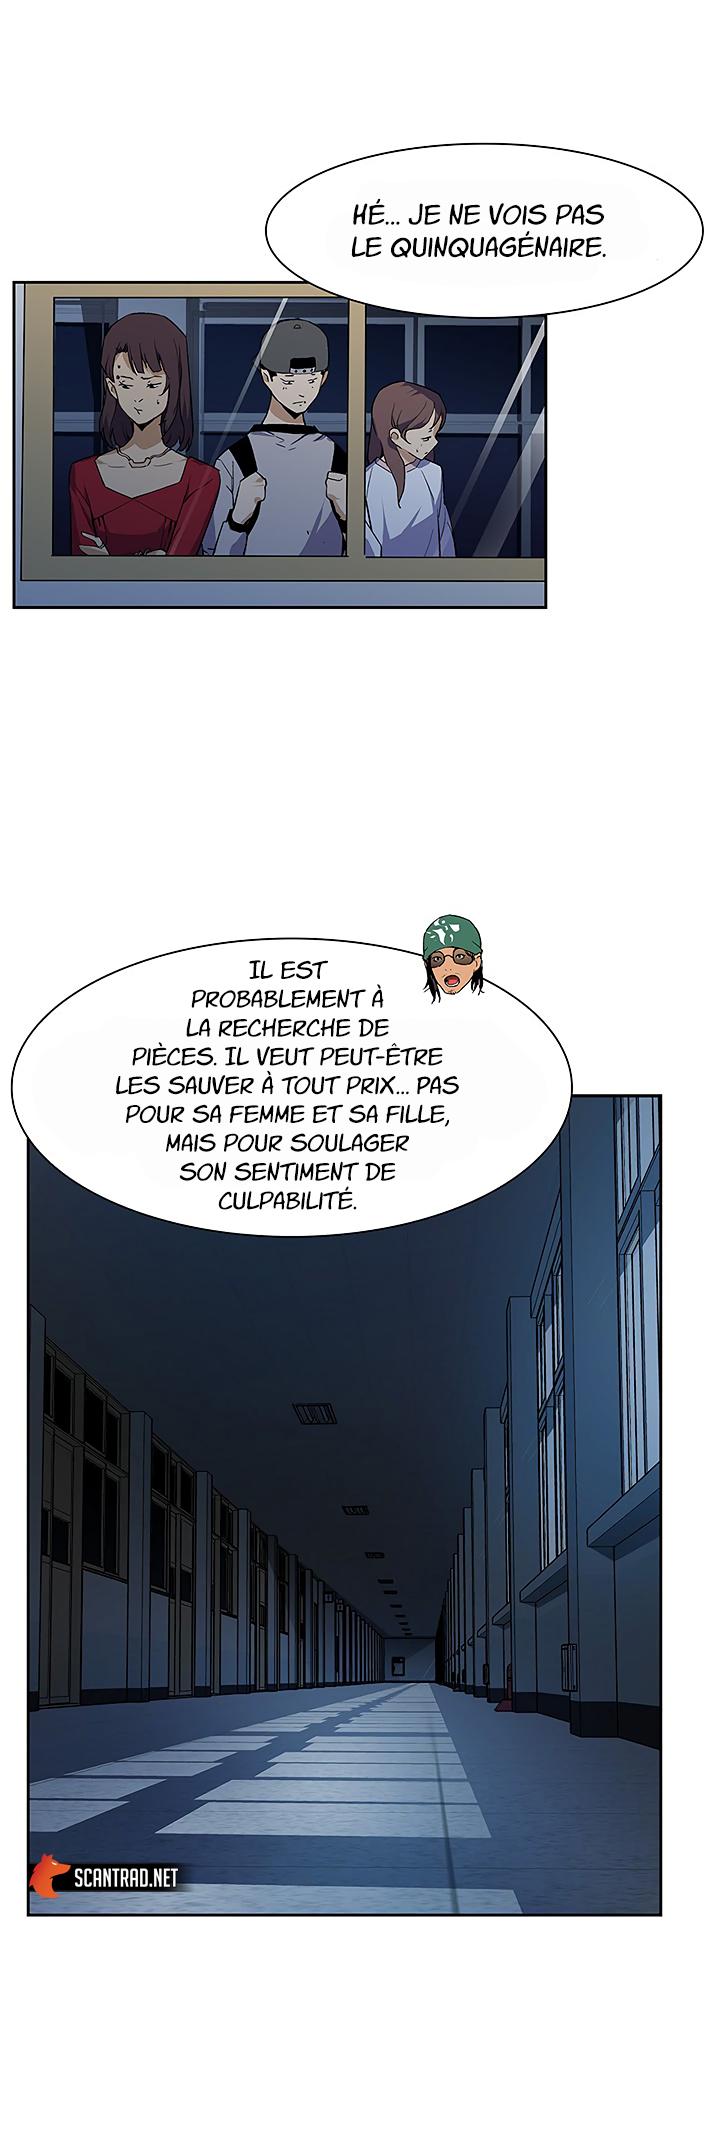 HÉ... JE NE VOIS PAS
LE QUINQUAGÉNAIRE.
IL EST
PROBABLEMENT À
LA RECHERCHE DE
PIÈCES. IL VEUT PEUT-ÊTRE
LES SAUVER À TOUT PRIX... PAS
POUR SA FEMME ET SA FILLE,
MAIS POUR SOULAGER
SON SENTIMENT DE
CULPABILITÉ.
SCANTRAD.NET